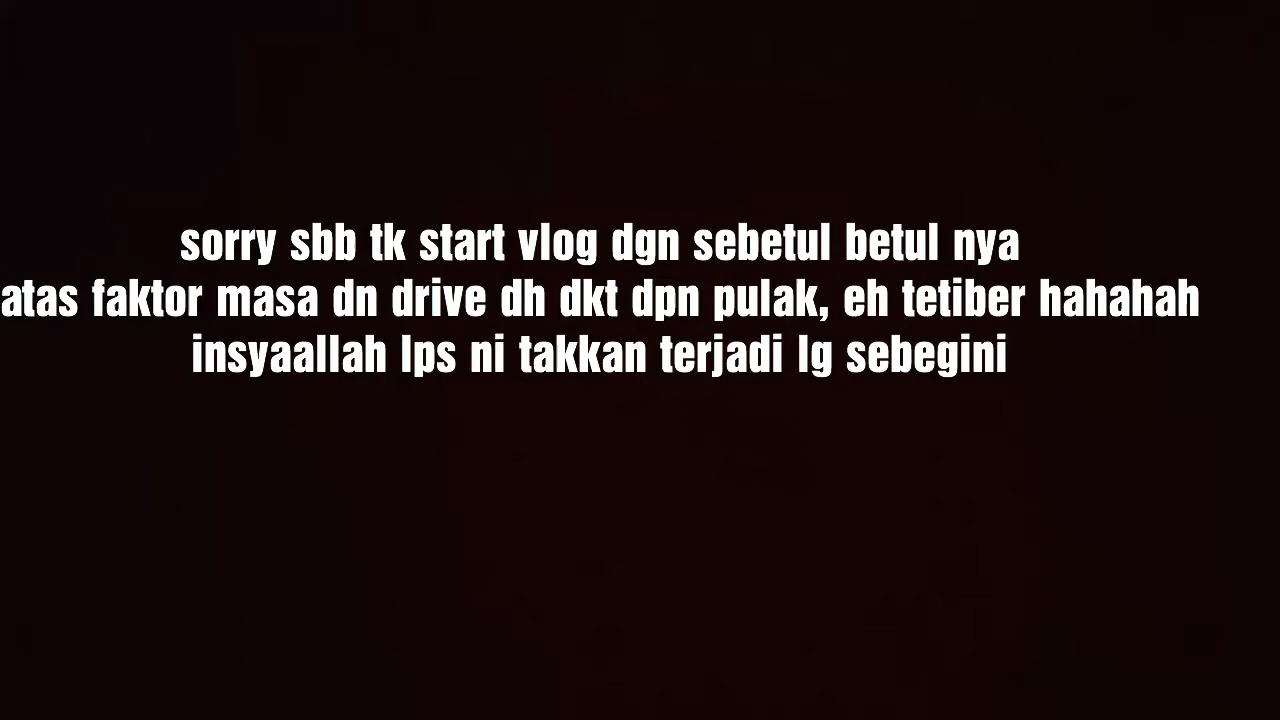 sorry sbb tk start vlog dgn sebetul betul nya
atas faktor masa dn drive dh dkt dpn pulak, eh tetiber hahahah
insyaallah lps ni takkan terjadi lg sebegini